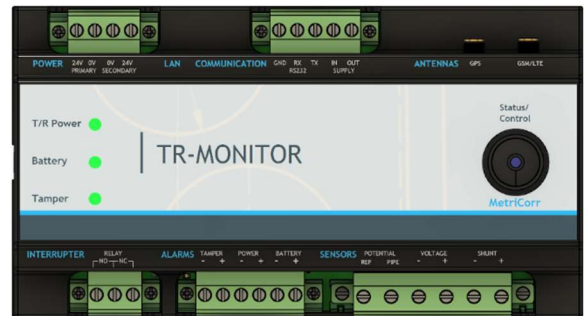 POWER 24V 0V 0V 24V LAN COMMUNICATION GND RX TX IN OUT ANTENNAS GPS GSM/LTE
PRIMARY SECONDARY RS232 SUPPLY
Status/
Control
T/R Power
Battery
TR-MONITOR
Tamper
MetriCorr
INTERRUPTER RELAY ALARMS TAMPER POWER BATTERY SENSORS POTENTIAL VOLTAGE SHUNT
NO NC - + - + - + REF PIPE - + - +